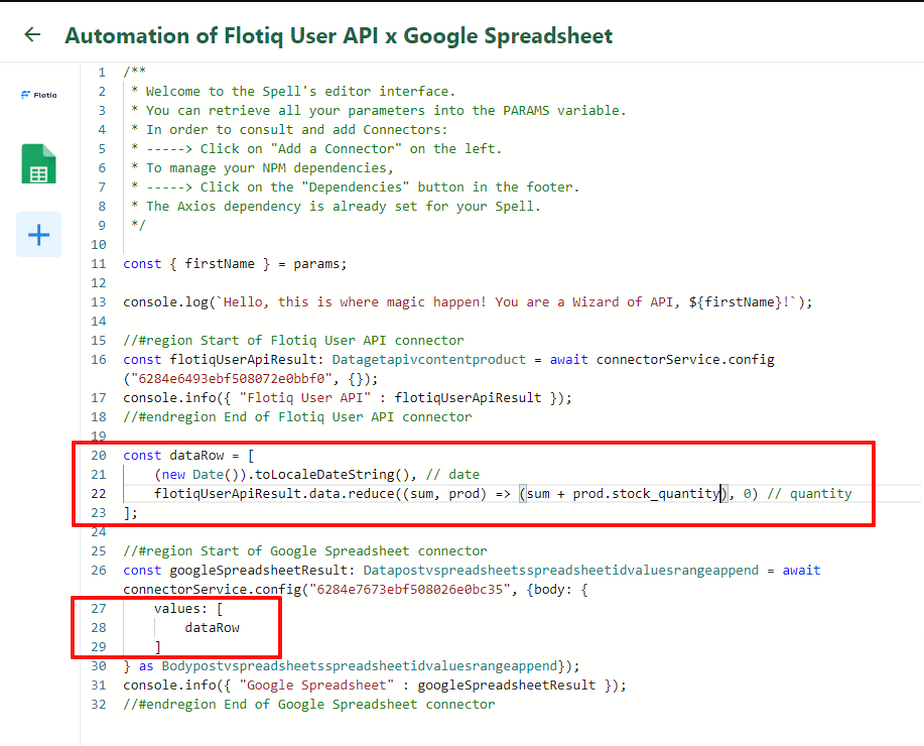 Automation of Flotiq User API x Google Spreadsheet
Flotiq
1 /**
2 * Welcome to the Spell's editor interface.
3 * You can retrieve all your parameters into the PARAMS variable.
4 * In order to consult and add Connectors:
5 * -----> Click on "Add a Connector" on the left.
6 * To manage your NPM dependencies,
7 * -----> Click on the "Dependencies" button in the footer.
8 * The Axios dependency is already set for your Spell.
9 */
10
11 const { firstName } = params;
12
13 console.log(`Hello, this is where magic happen! You are a Wizard of API, ${firstName}!`);
14
15 //#region Start of Flotiq User API connector
16 const flotiqUserApiResult: Datagetapivcontentproduct = await connectorService.config
("6284e6493ebf508072e0bbf0", {});
17 console.info({ "Flotiq User API" : flotiqUserApiResult });
18 //#endregion End of Flotiq User API connector
19
20 const dataRow = [
21 (new Date()).toLocaleDateString(), // date
22 flotiqUserApiResult.data.reduce((sum, prod) => (sum + prod.stock_quantity), 0) // quantity
23 ];
24
25 //#region Start of Google Spreadsheet connector
26 const googleSpreadsheetResult: Datapostvspreadsheetsspreadsheetidvaluesrangeappend = await
connectorService.config("6284e7673ebf508026e0bc35", {body: {
27 values: [
28 dataRow
29 ]
30 } as Bodypostvspreadsheetsspreadsheetidvaluesrangeappend});
31 console.info({ "Google Spreadsheet" : googleSpreadsheetResult });
32 //#endregion End of Google Spreadsheet connector